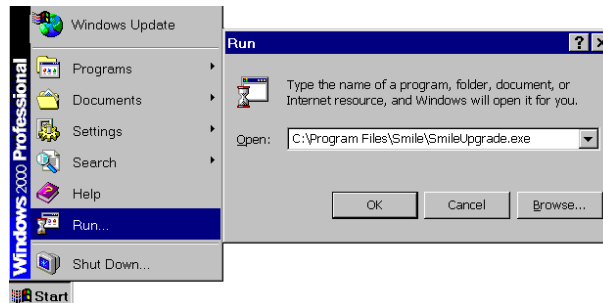 Windows Update
Programs
Documents
Settings
Search
Help
Run...
Shut Down...
Start
Windows 2000 Professional
Run
Type the name of a program, folder, document, or
Internet resource, and Windows will open it for you.
Open: C:\Program Files\Smile\SmileUpgrade.exe
OK Cancel Browse...